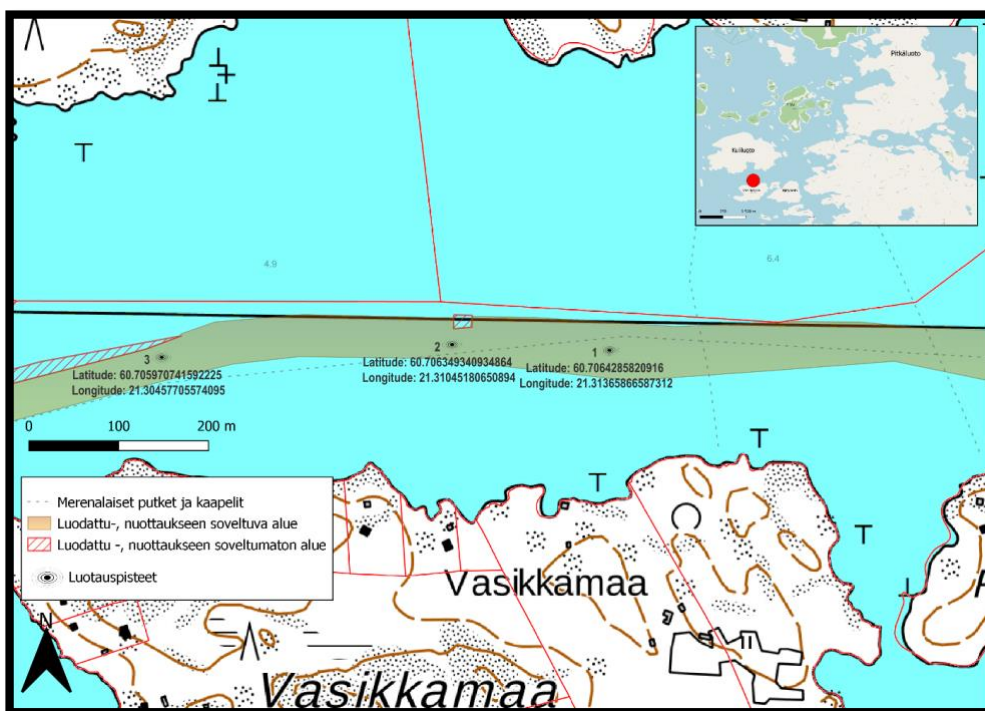 Pitkäluoto
Kulluoto
4.9
6.4
1
Latitude: 60.7064285820916
Longitude: 21.31365866587312
2
Latitude: 60.706349340934864
Longitude: 21.31045180650894
3
Latitude: 60.705970741592225
Longitude: 21.30457705574095
0 100 200 m
Merenalaiset putket ja kaapelit
Luodattu-, nuottaukseen soveltuva alue
Luodattu -, nuottaukseen soveltumaton alue
Luotauspisteet
N
Vasikkamaa
Vasikkamaa